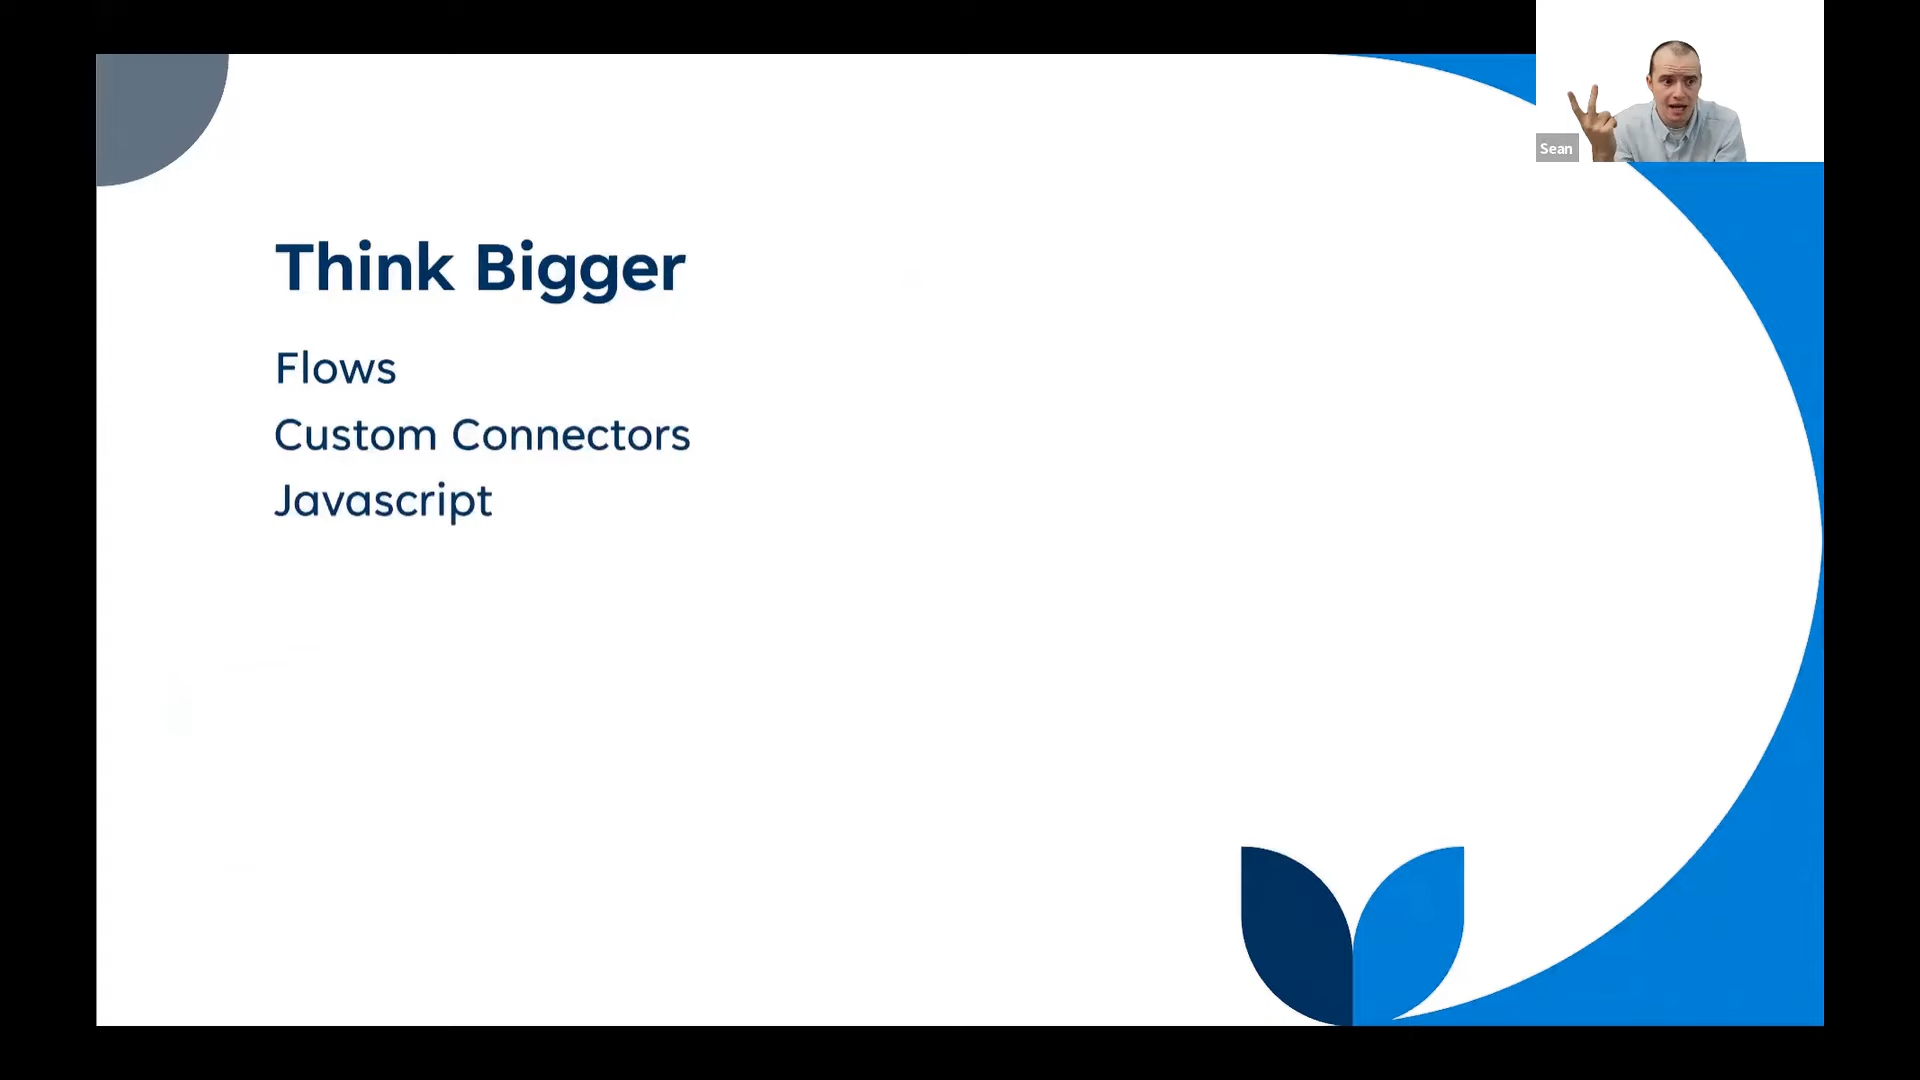 Sean
Think Bigger
Flows
Custom Connectors
Javascript